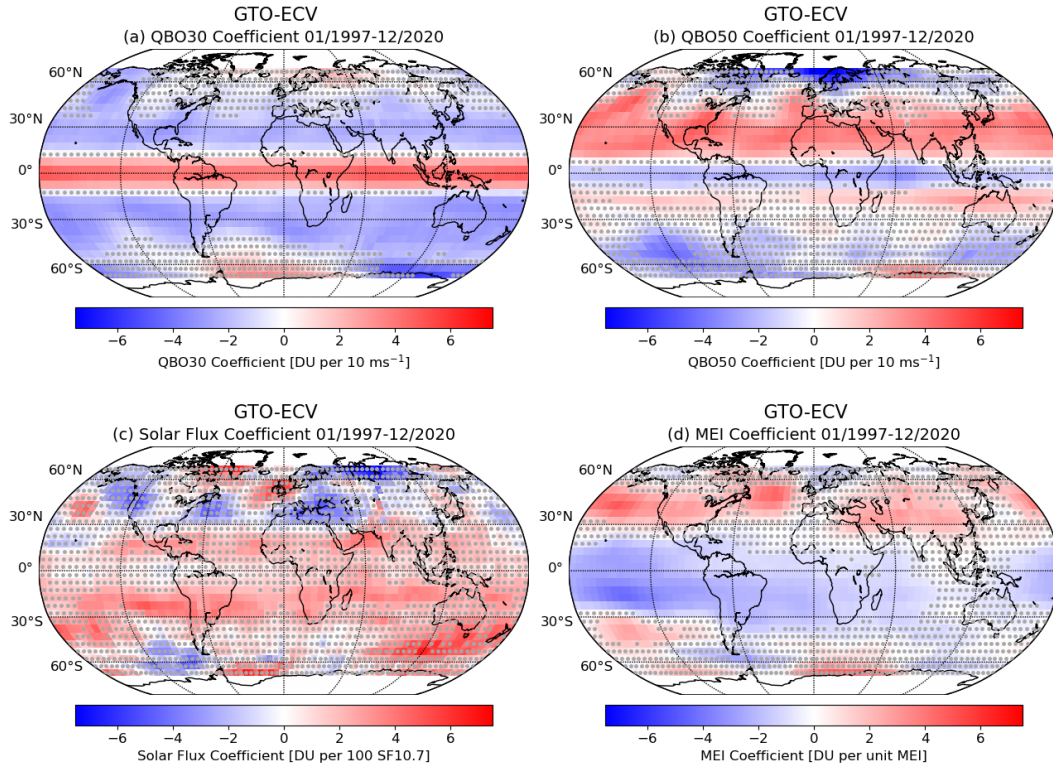 GTO-ECV
(a) QBO30 Coefficient 01/1997-12/2020
60°N
30°N
0°
30°S
60°S
−6 −4 −2 0 2 4 6
QBO30 Coefficient [DU per 10 ms⁻¹]
GTO-ECV
(b) QBO50 Coefficient 01/1997-12/2020
60°N
30°N
0°
30°S
60°S
−6 −4 −2 0 2 4 6
QBO50 Coefficient [DU per 10 ms⁻¹]
GTO-ECV
(c) Solar Flux Coefficient 01/1997-12/2020
60°N
30°N
0°
30°S
60°S
−6 −4 −2 0 2 4 6
Solar Flux Coefficient [DU per 100 SF10.7]
GTO-ECV
(d) MEI Coefficient 01/1997-12/2020
60°N
30°N
0°
30°S
60°S
−6 −4 −2 0 2 4 6
MEI Coefficient [DU per unit MEI]